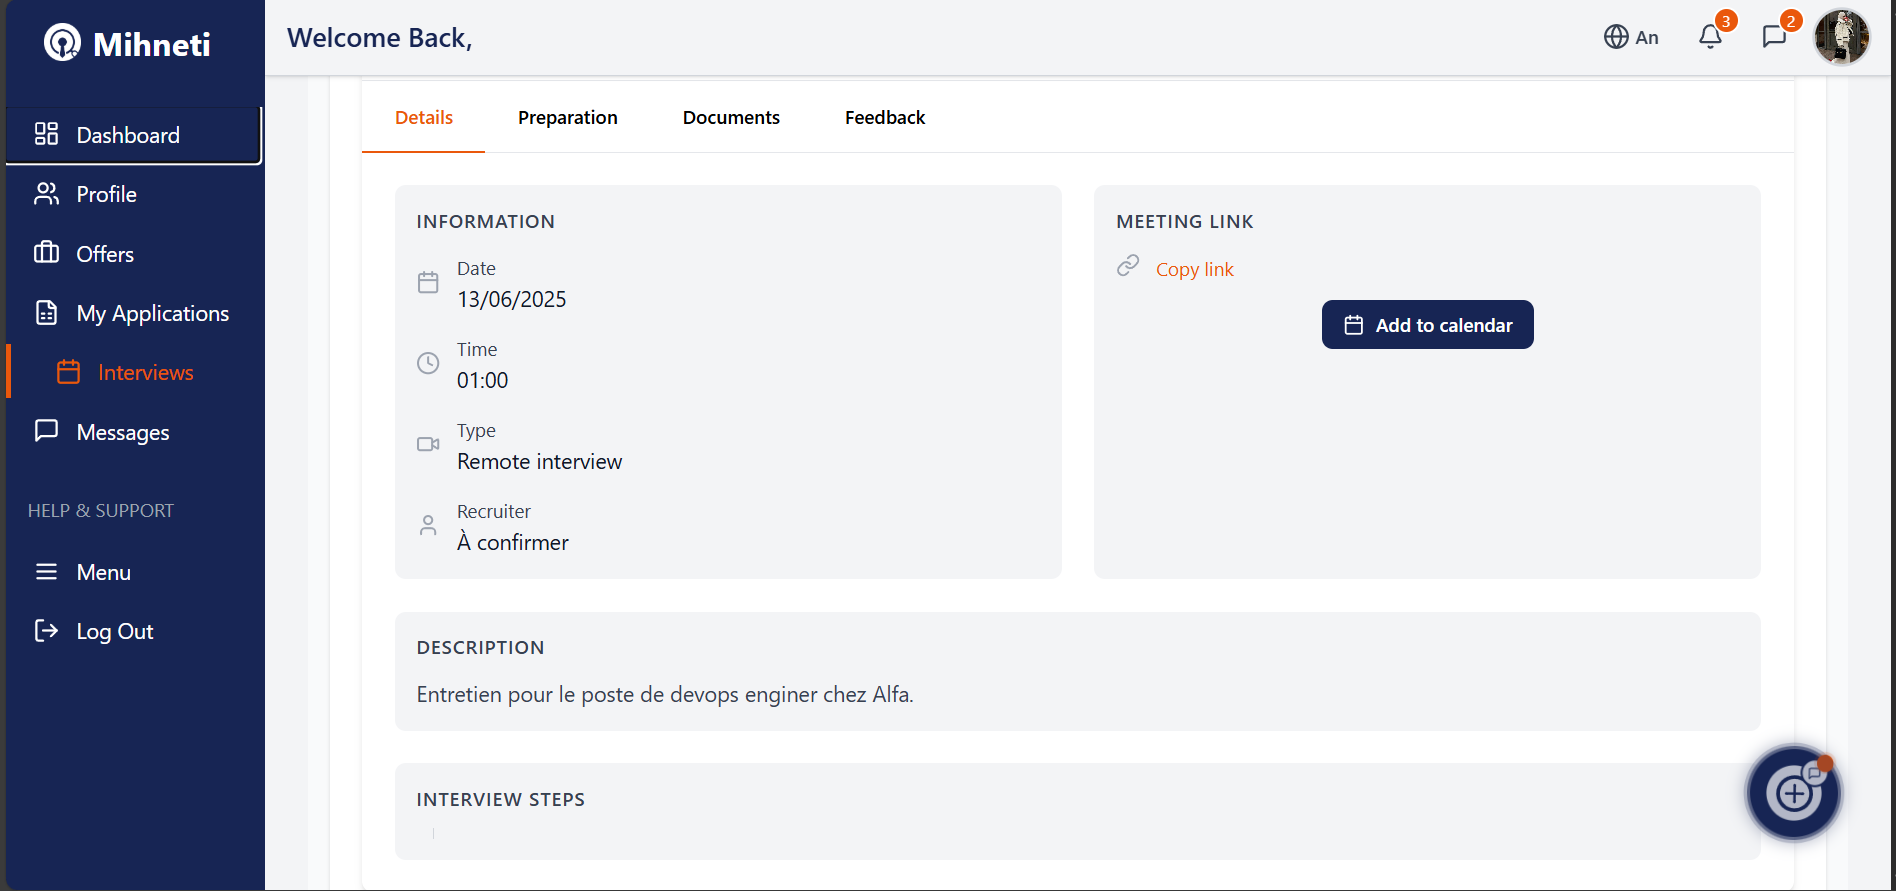 Mihneti
Welcome Back,
An
3
2
Dashboard
Profile
Offers
My Applications
Interviews
Messages
HELP & SUPPORT
Menu
Log Out
Details
Preparation
Documents
Feedback
INFORMATION
Date
13/06/2025
Time
01:00
Type
Remote interview
Recruiter
À confirmer
MEETING LINK
Copy link
Add to calendar
DESCRIPTION
Entretien pour le poste de devops enginer chez Alfa.
INTERVIEW STEPS